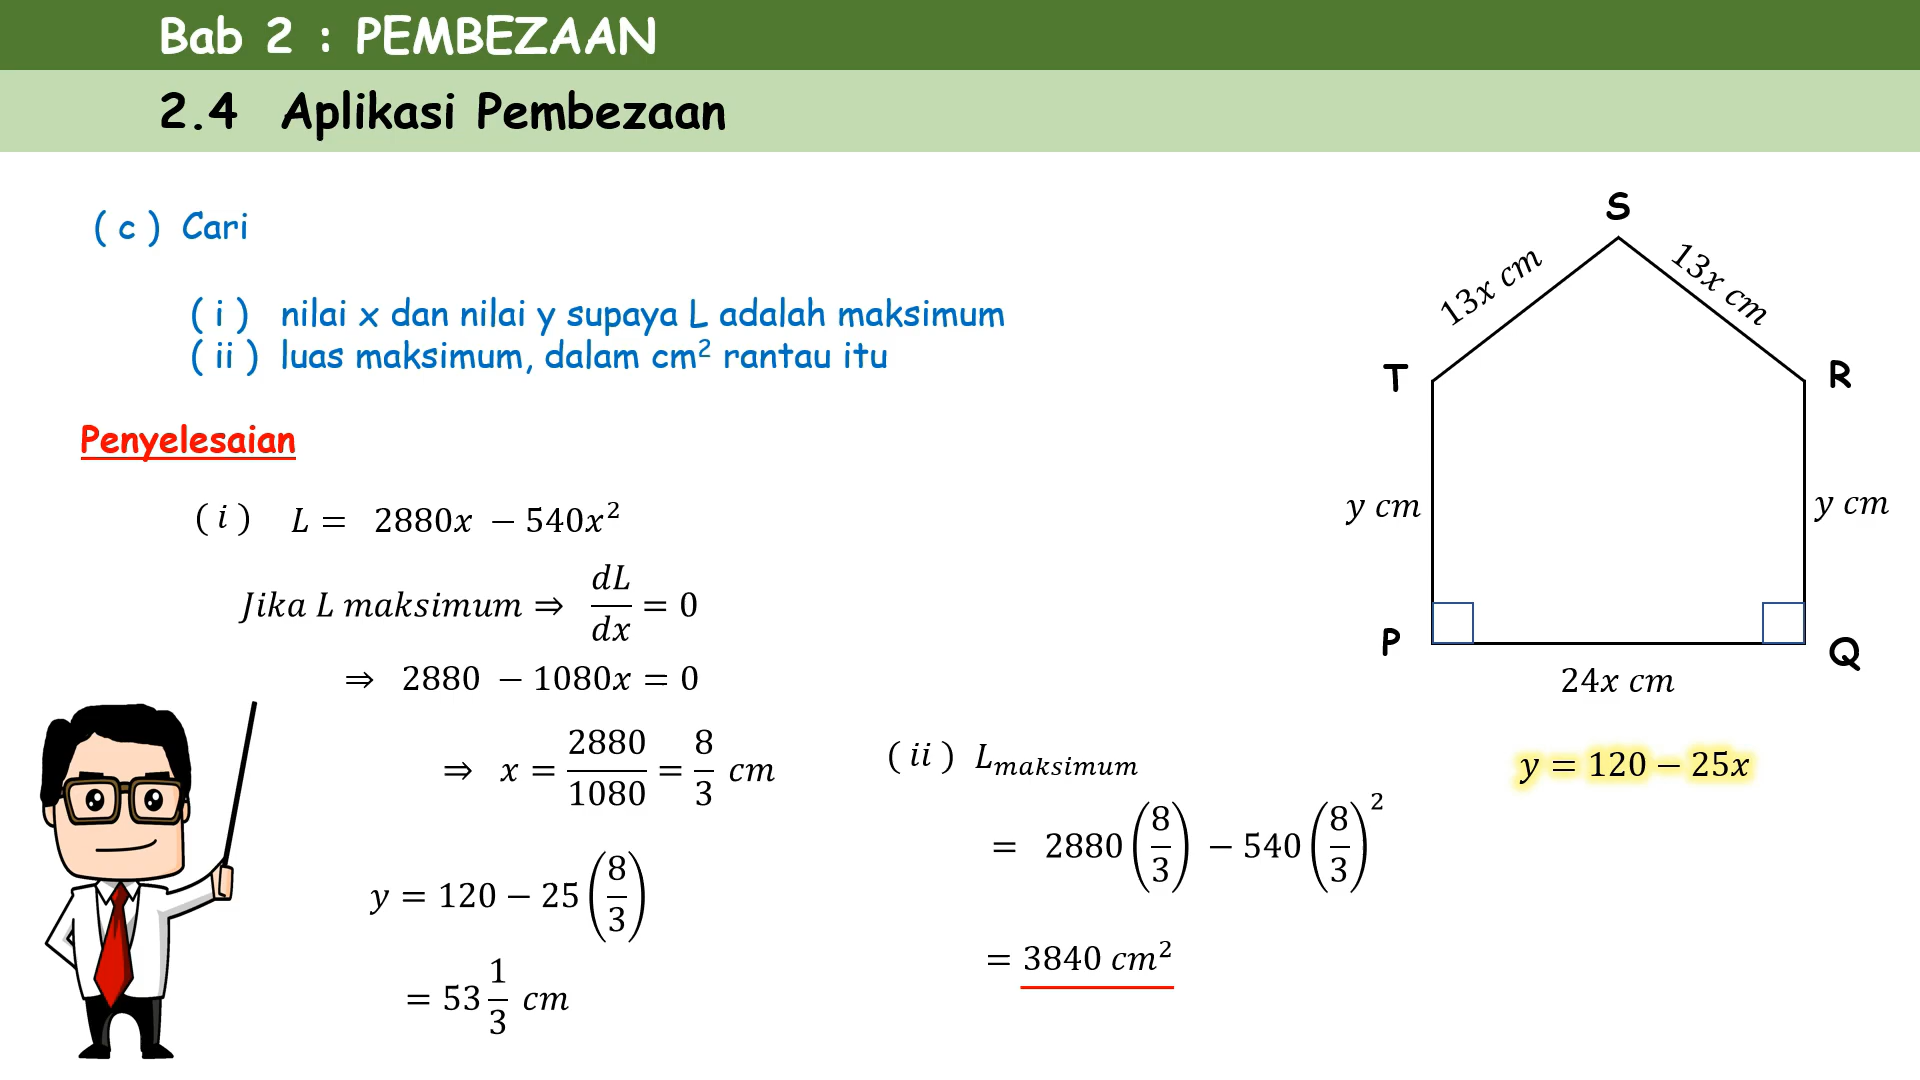 Bab 2 : PEMBEZAAN
2.4 Aplikasi Pembezaan
( c ) Cari
( i ) nilai x dan nilai y supaya L adalah maksimum
( ii ) luas maksimum, dalam cm² rantau itu
Penyelesaian
( i ) L = 2880x − 540x²
Jika L maksimum ⇒ dL/dx = 0
⇒ 2880 − 1080x = 0
⇒ x = 2880/1080 = 8/3 cm
y = 120 − 25(8/3)
= 53 1/3 cm
( ii ) L maksimum
= 2880(8/3) − 540(8/3)²
= 3840 cm²
S
13x cm
13x cm
T
R
y cm
y cm
P
Q
24x cm
y = 120 − 25x